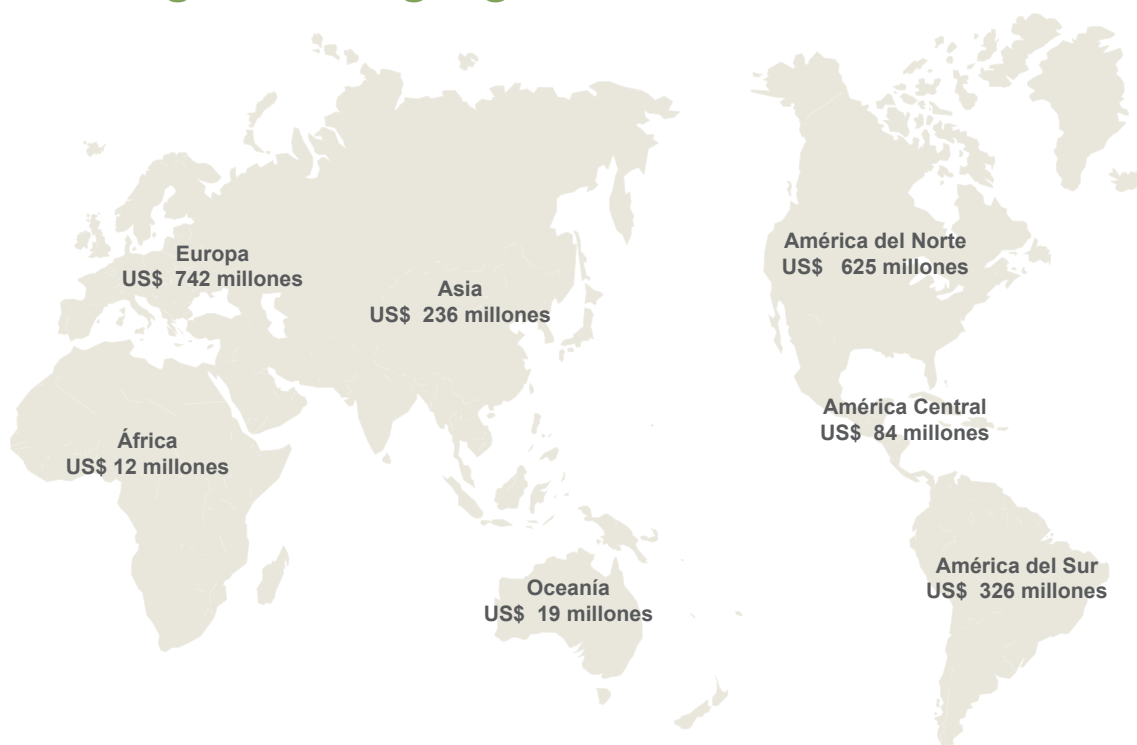 Europa
US$ 742 millones
Asia
US$ 236 millones
América del Norte
US$ 625 millones
América Central
US$ 84 millones
África
US$ 12 millones
Oceanía
US$ 19 millones
América del Sur
US$ 326 millones